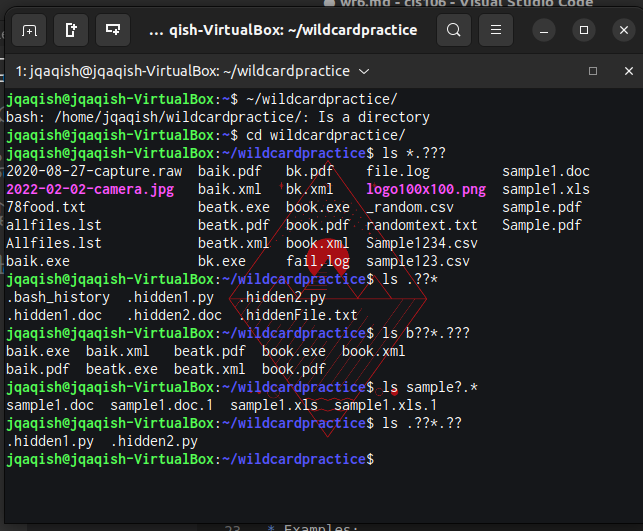 wr6.md - cis106 - Visual Studio Code
... qish-VirtualBox: ~/wildcardpractice
1: jqaqish@jqaqish-VirtualBox: ~/wildcardpractice
jqaqish@jqaqish-VirtualBox:~$ ~/wildcardpractice/
bash: /home/jqaqish/wildcardpractice/: Is a directory
jqaqish@jqaqish-VirtualBox:~$ cd wildcardpractice/
jqaqish@jqaqish-VirtualBox:~/wildcardpractice$ ls *.???
2020-08-27-capture.raw  baik.pdf   bk.pdf    file.log         sample1.doc
2022-02-02-camera.jpg   baik.xml   bk.xml    logo100x100.png  sample1.xls
78food.txt              beatk.exe  book.exe  _random.csv      sample.pdf
allfiles.lst            beatk.pdf  book.pdf  randomtext.txt   Sample.pdf
Allfiles.lst            beatk.xml  book.xml  Sample1234.csv
baik.exe                bk.exe     fail.log  sample123.csv
jqaqish@jqaqish-VirtualBox:~/wildcardpractice$ ls .??*
.bash_history  .hidden1.py   .hidden2.py
.hidden1.doc   .hidden2.doc  .hiddenFile.txt
jqaqish@jqaqish-VirtualBox:~/wildcardpractice$ ls b??*.???
baik.exe  baik.xml   beatk.pdf  book.exe  book.xml
baik.pdf  beatk.exe  beatk.xml  book.pdf
jqaqish@jqaqish-VirtualBox:~/wildcardpractice$ ls sample?.*
sample1.doc  sample1.doc.1  sample1.xls  sample1.xls.1
jqaqish@jqaqish-VirtualBox:~/wildcardpractice$ ls .??*.??
.hidden1.py  .hidden2.py
jqaqish@jqaqish-VirtualBox:~/wildcardpractice$
23 * Examples: